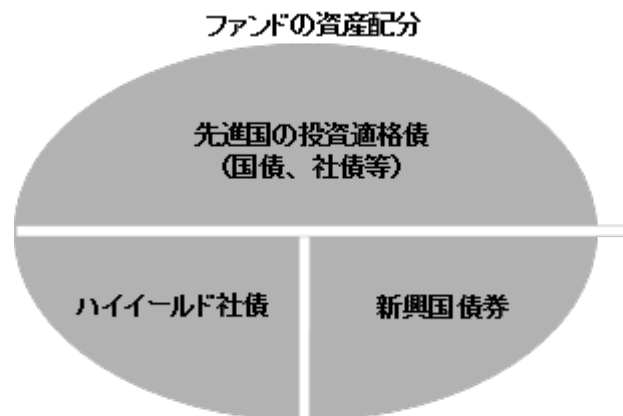 ファンドの資産配分
先進国の投資適格債
(国債、社債等)
ハイイールド社債
新興国債券